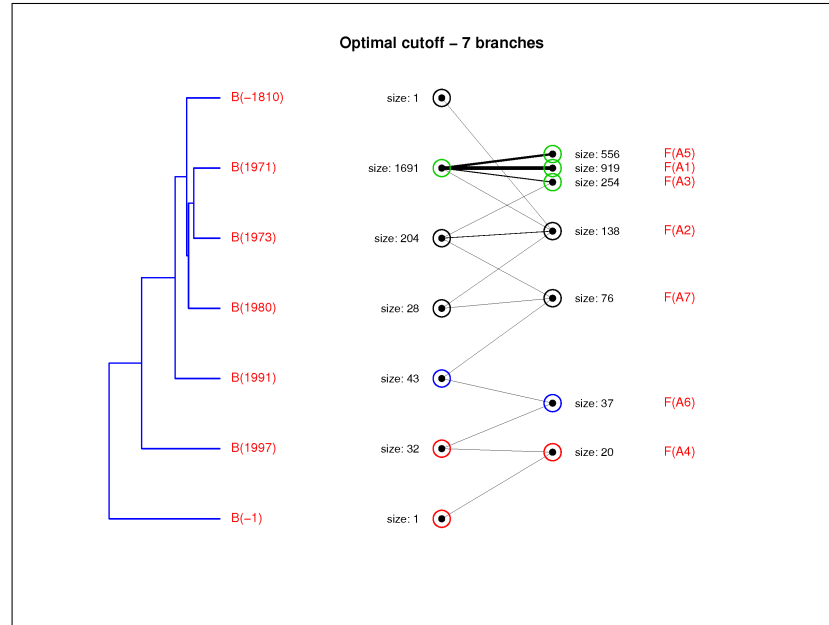 Optimal cutoff – 7 branches
B(−1810)
size: 1
size: 556
F(A5)
B(1971)
size: 1691
size: 919
F(A1)
size: 254
F(A3)
B(1973)
size: 204
size: 138
F(A2)
B(1980)
size: 28
size: 76
F(A7)
B(1991)
size: 43
size: 37
F(A6)
B(1997)
size: 32
size: 20
F(A4)
B(−1)
size: 1